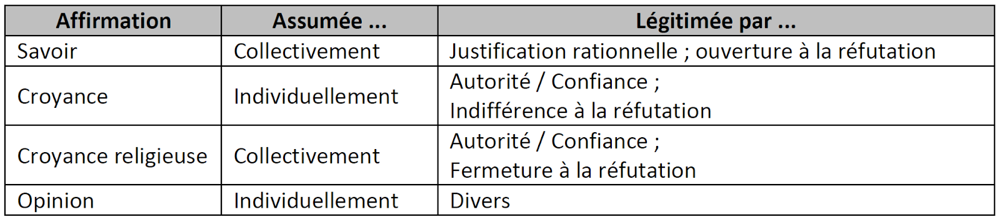 Affirmation Assumée ... Légitimée par ...
Savoir Collectivement Justification rationnelle ; ouverture à la réfutation
Croyance Individuellement Autorité / Confiance ;
Indifférence à la réfutation
Croyance religieuse Collectivement Autorité / Confiance ;
Fermeture à la réfutation
Opinion Individuellement Divers